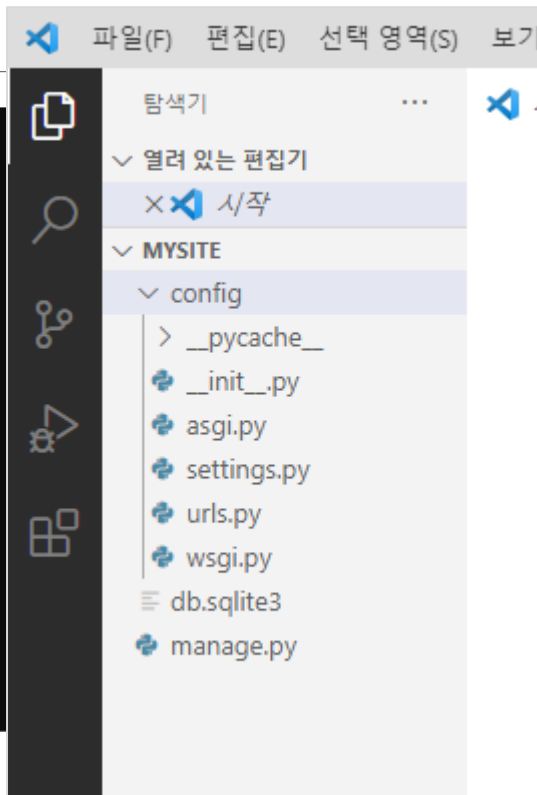 파일(F) 편집(E) 선택 영역(S) 보기
탐색기 ...
열려 있는 편집기
시작
MYSITE
config
__pycache__
__init__.py
asgi.py
settings.py
urls.py
wsgi.py
db.sqlite3
manage.py